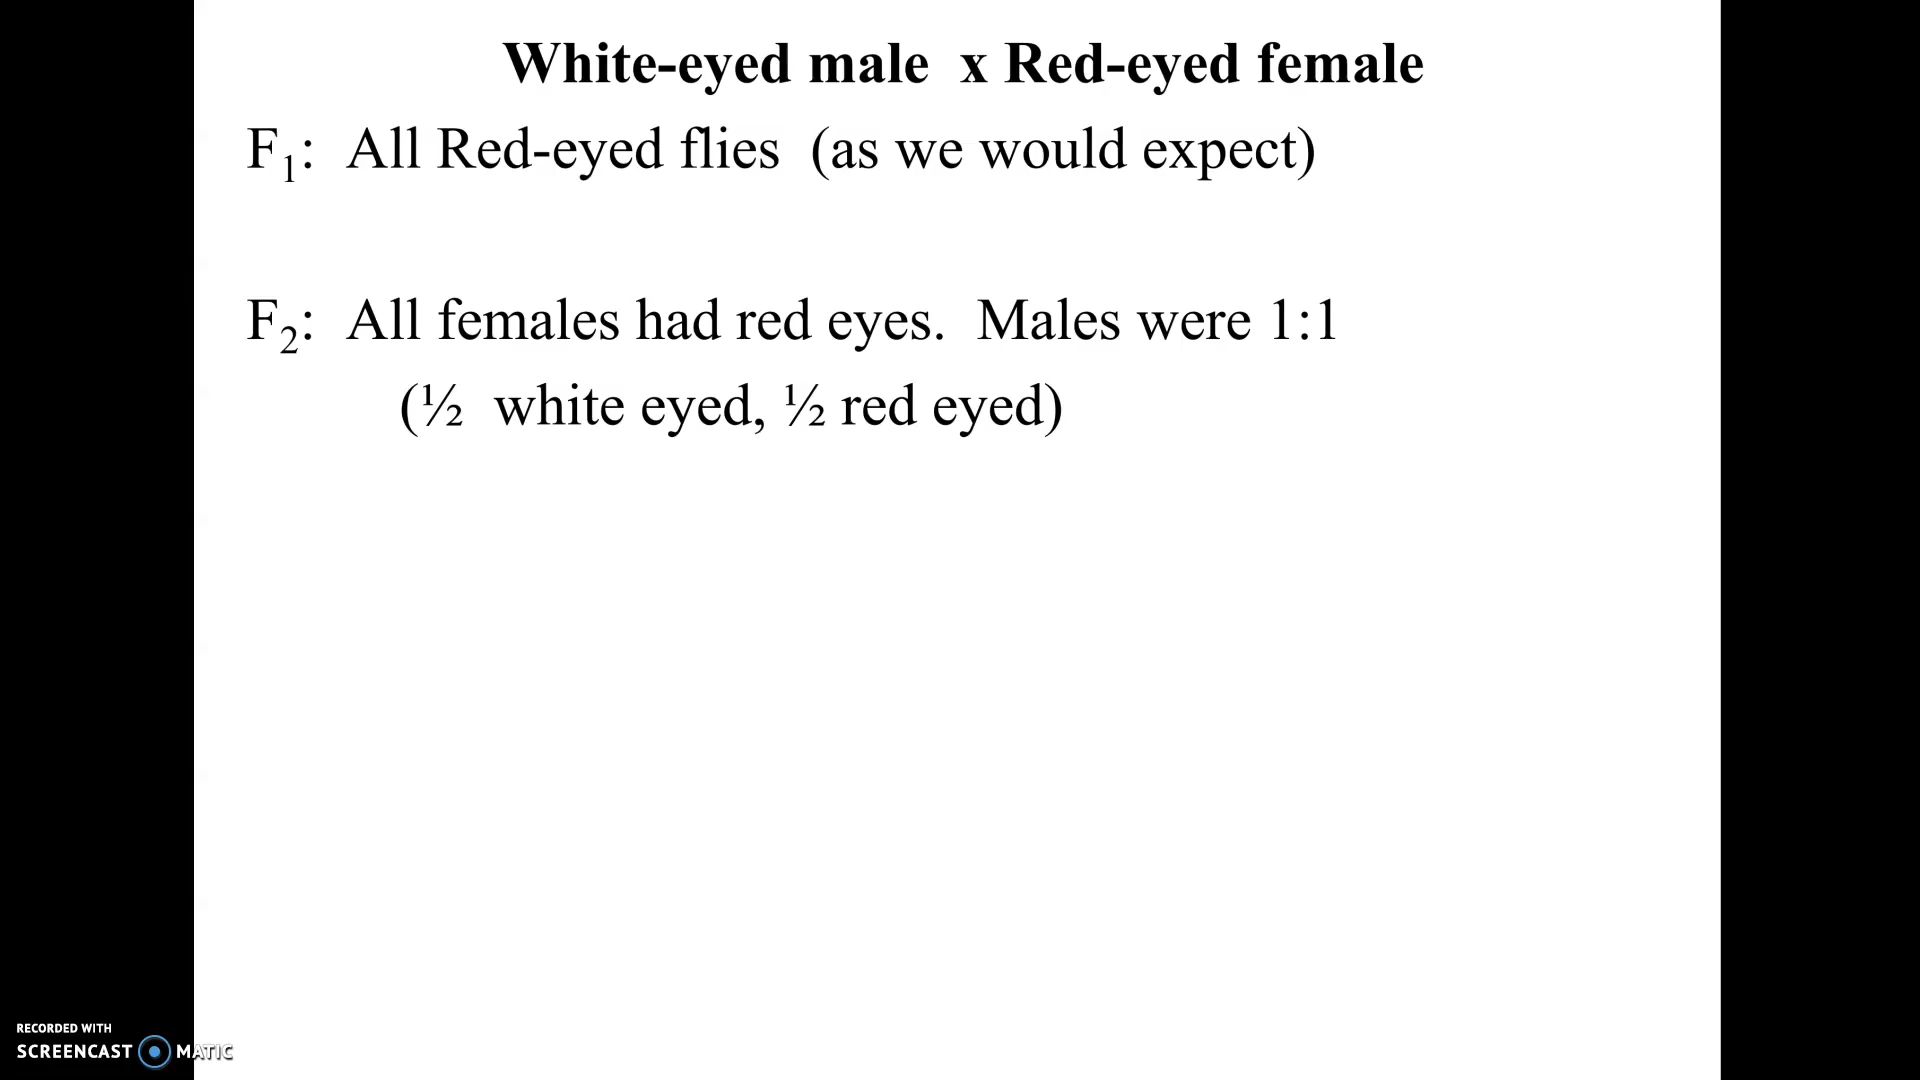 White-eyed male x Red-eyed female
F₁: All Red-eyed flies (as we would expect)
F₂: All females had red eyes. Males were 1:1
(½ white eyed, ½ red eyed)
RECORDED WITH
SCREENCAST MATIC